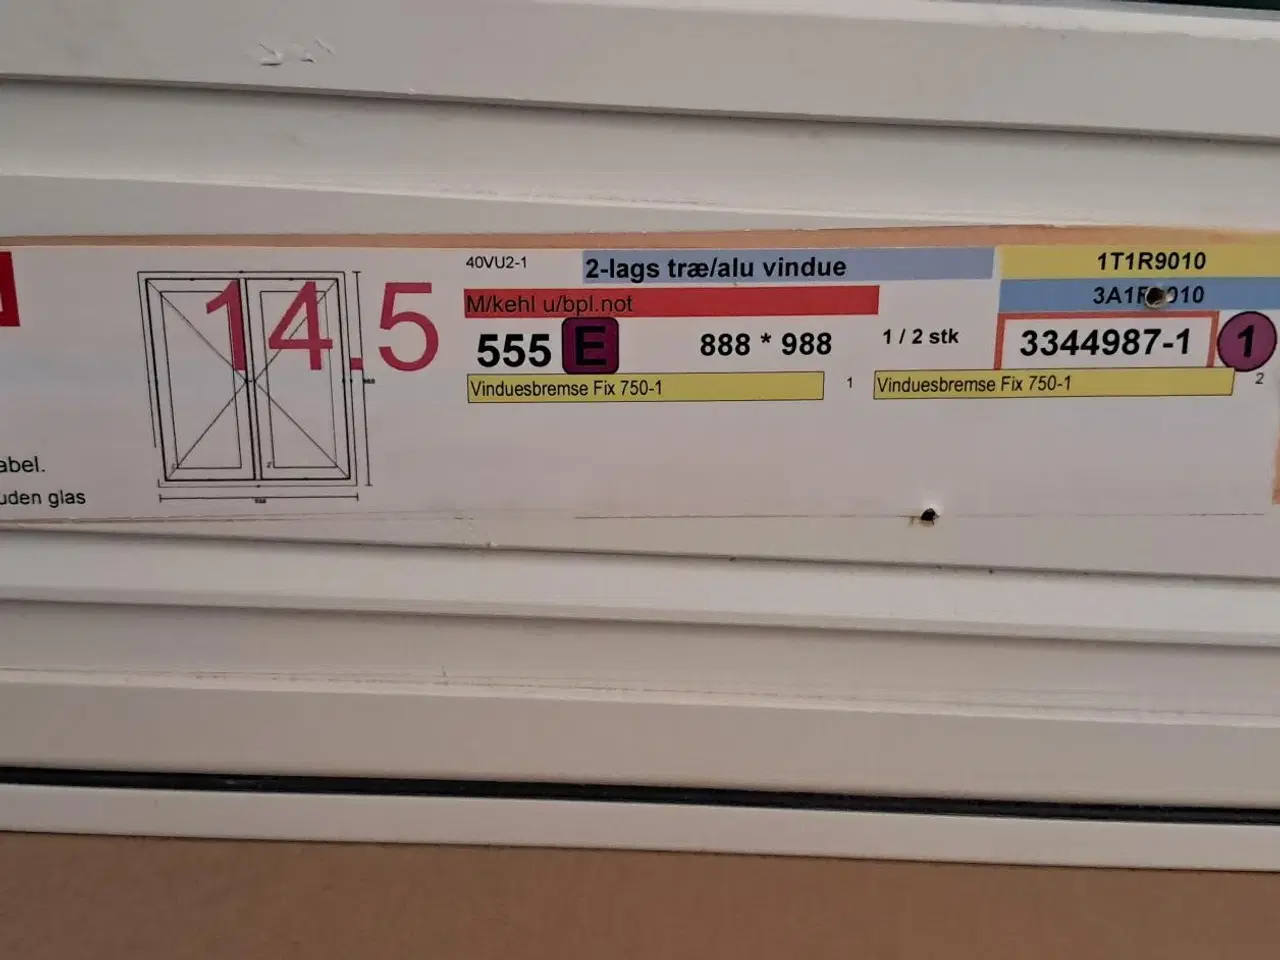 40VU2-1
2-lags træ/alu vindue
1T1R9010
M/kehl u/bpl.not
14.5
555 E
888 * 988
1 / 2 stk
3344987-1
1
Vinduesbremse Fix 750-1
1
Vinduesbremse Fix 750-1
2
uden glas